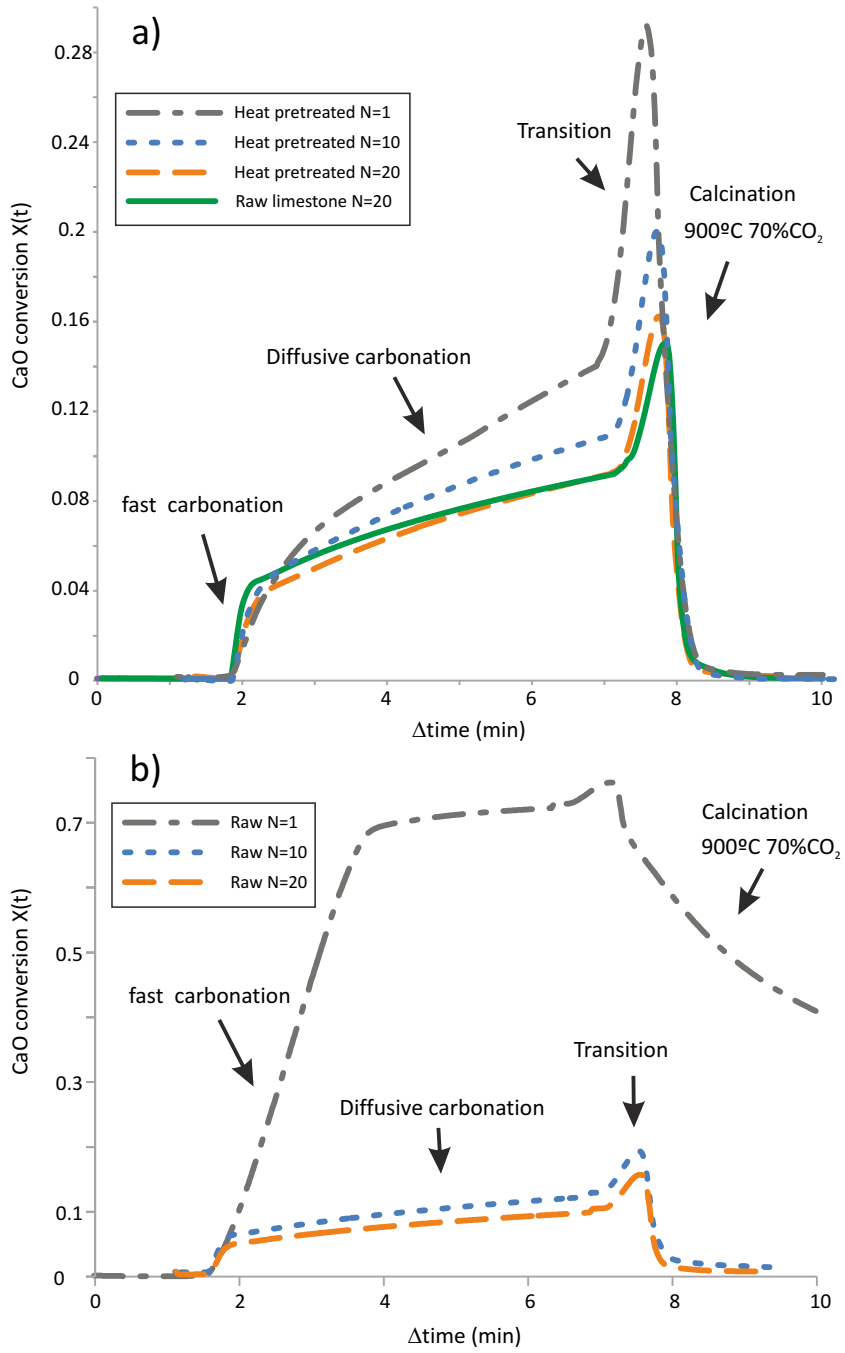 a)
0.28
0.24
0.2
0.16
0.12
0.08
0.04
0
CaO conversion X(t)
Heat pretreated N=1
Heat pretreated N=10
Heat pretreated N=20
Raw limestone N=20
Transition
Calcination
900ºC 70%CO₂
Diffusive carbonation
fast carbonation
0 2 4 6 8 10
Δtime (min)
b)
0.7
0.5
0.3
0.1
0
CaO conversion X(t)
Raw N=1
Raw N=10
Raw N=20
Calcination
900ºC 70%CO₂
fast carbonation
Transition
Diffusive carbonation
0 2 4 6 8 10
Δtime (min)